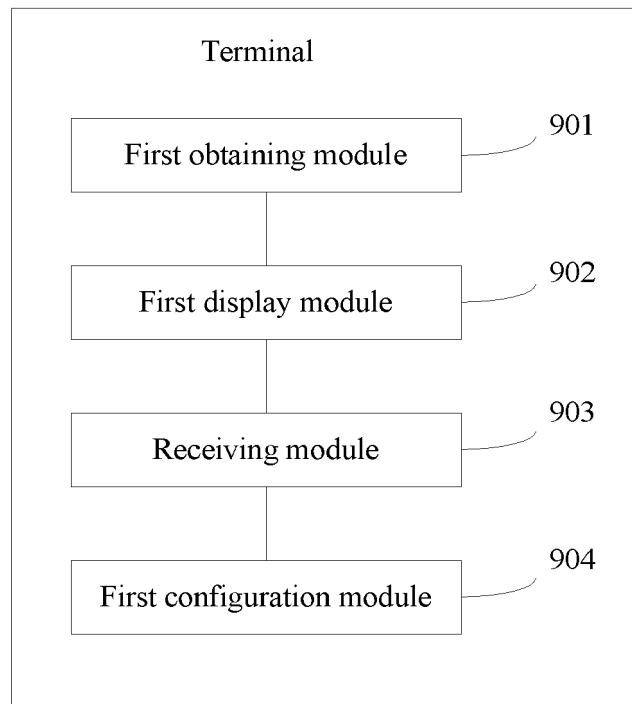 Terminal
First obtaining module
901
First display module
902
Receiving module
903
First configuration module
904